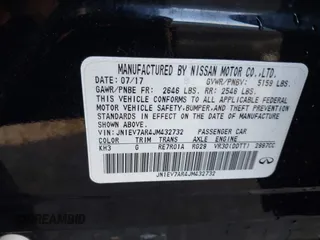 MANUFACTURED BY NISSAN MOTOR CO.,LTD.
DATE: 07/17 GVWR/PNBV: 5159 LBS.
GAWR/PNBE FR: 2646 LBS. RR: 2546 LBS.
THIS VEHICLE CONFORMS TO ALL APPLICABLE FEDERAL
MOTOR VEHICLE SAFETY,BUMPER,AND THEFT PREVENTION
STANDARDS IN EFFECT ON THE DATE OF MANUFACTURE
SHOWN ABOVE.
V.I.N.: JN1EV7AR4JM432732 PASSENGER CAR
COLOR TRIM TRANS AXLE ENGINE
KH3 G RE7R01A RG29 VR30(DDTT) 2997CC
JN1EV7AR4JM432732
INFINITI